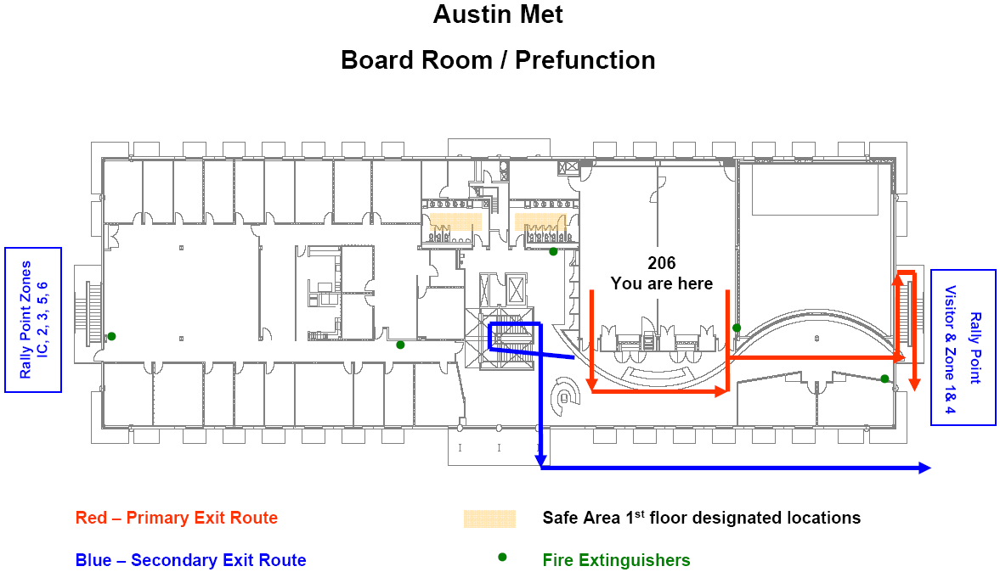 Austin Met
Board Room / Prefunction
Rally Point Zones
IC, 2, 3, 5, 6
206
You are here
Rally Point
Visitor & Zone 1& 4
Red – Primary Exit Route
Safe Area 1st floor designated locations
Blue – Secondary Exit Route
Fire Extinguishers